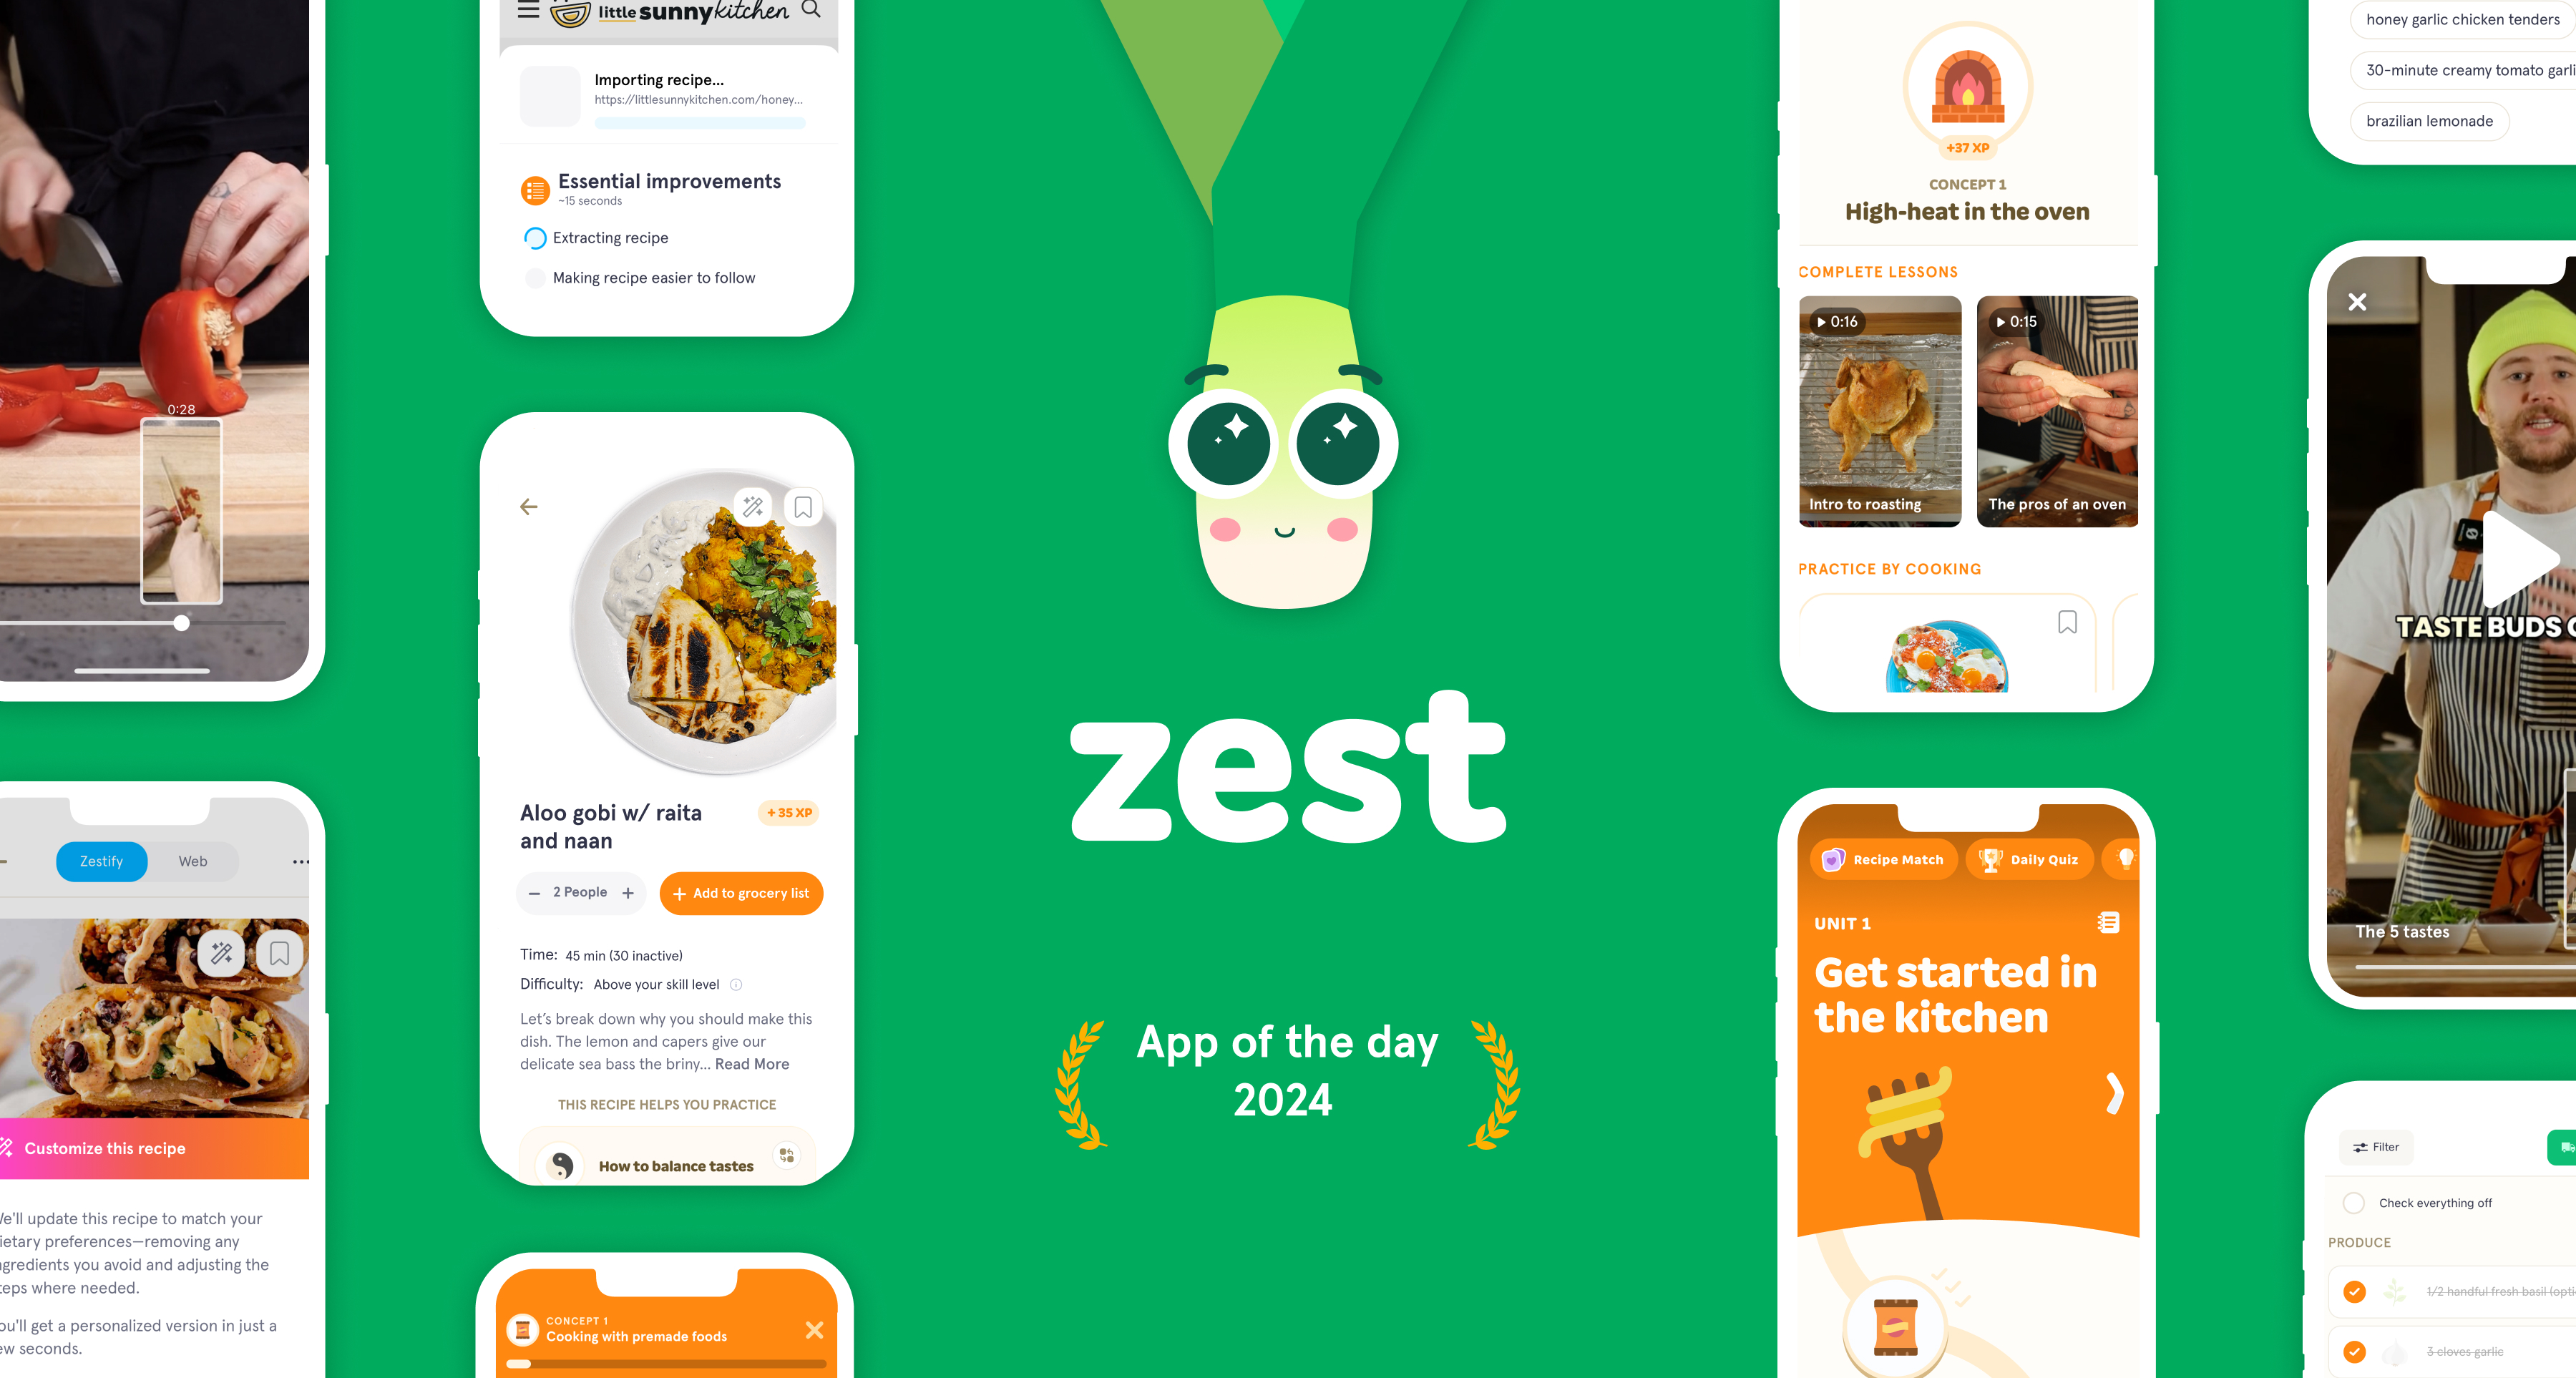 0:28
Zestify
Web
Customize this recipe
We'll update this recipe to match your
dietary preferences—removing any
ingredients you avoid and adjusting the
steps where needed.
You'll get a personalized version in just a
few seconds.
little sunny kitchen
Importing recipe...
https://littlesunnykitchen.com/honey...
Essential improvements
~15 seconds
Extracting recipe
Making recipe easier to follow
Aloo gobi w/ raita
and naan
+ 35 XP
2 People
Add to grocery list
Time: 45 min (30 inactive)
Difficulty: Above your skill level
Let's break down why you should make this
dish. The lemon and capers give our
delicate sea bass the briny... Read More
THIS RECIPE HELPS YOU PRACTICE
How to balance tastes
CONCEPT 1
Cooking with premade foods
zest
App of the day
2024
+37 XP
CONCEPT 1
High-heat in the oven
COMPLETE LESSONS
0:16
Intro to roasting
0:15
The pros of an oven
PRACTICE BY COOKING
Recipe Match
Daily Quiz
UNIT 1
Get started in
the kitchen
honey garlic chicken tenders
30-minute creamy tomato garli
brazilian lemonade
TASTE BUDS
The 5 tastes
Filter
Check everything off
PRODUCE
1/2 handful fresh basil (opti
3 cloves garlic